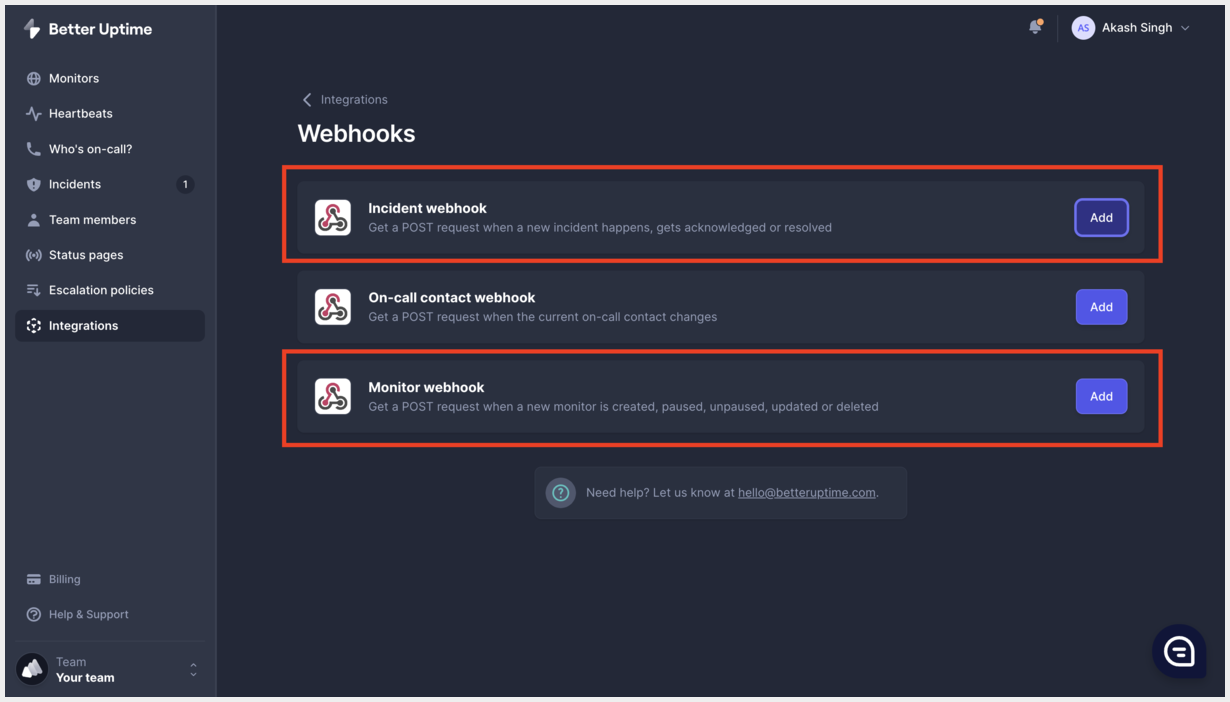 Better Uptime
Monitors
Heartbeats
Who's on-call?
Incidents 1
Team members
Status pages
Escalation policies
Integrations
Billing
Help & Support
Team
Your team
AS Akash Singh
Integrations
Webhooks
Incident webhook
Get a POST request when a new incident happens, gets acknowledged or resolved
Add
On-call contact webhook
Get a POST request when the current on-call contact changes
Add
Monitor webhook
Get a POST request when a new monitor is created, paused, unpaused, updated or deleted
Add
Need help? Let us know at hello@betteruptime.com.